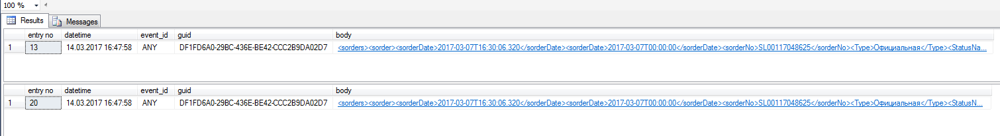 100 %
Results Messages
entry no datetime event_id guid body
1 13 14.03.2017 16:47:58 ANY DF1FD6A0-29BC-436E-BE42-CCC2B9DA02D7 <sorders><sorder><sorderDate>2017-03-07T16:30:06.320</sorderDate><sorderDate>2017-03-07T00:00:00</sorderDate><sorderNo>SL00117048625</sorderNo><Type>Официальная</Type><StatusNa...
entry no datetime event_id guid body
1 20 14.03.2017 16:47:58 ANY DF1FD6A0-29BC-436E-BE42-CCC2B9DA02D7 <sorders><sorder><sorderDate>2017-03-07T16:30:06.320</sorderDate><sorderDate>2017-03-07T00:00:00</sorderDate><sorderNo>SL00117048625</sorderNo><Type>Официальная</Type><StatusN...